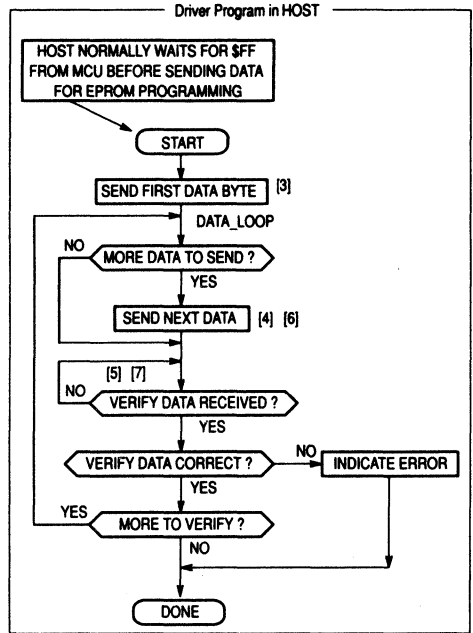 Driver Program in HOST
HOST NORMALLY WAITS FOR $FF
FROM MCU BEFORE SENDING DATA
FOR EPROM PROGRAMMING
START
SEND FIRST DATA BYTE [3]
DATA_LOOP
NO
MORE DATA TO SEND ?
YES
SEND NEXT DATA [4] [6]
[5] [7]
NO
VERIFY DATA RECEIVED ?
YES
VERIFY DATA CORRECT ?
NO
INDICATE ERROR
YES
YES
MORE TO VERIFY ?
NO
DONE